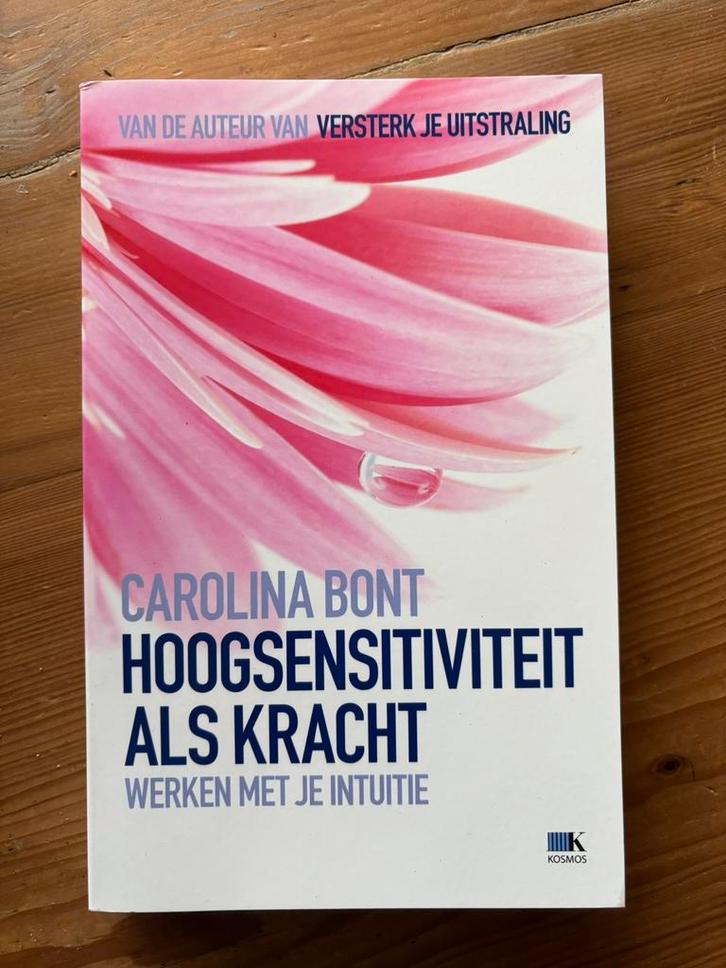 VAN DE AUTEUR VAN VERSTERK JE UITSTRALING
CAROLINA BONT
HOOGSENSITIVITEIT
ALS KRACHT
WERKEN MET JE INTUITIE
K
KOSMOS